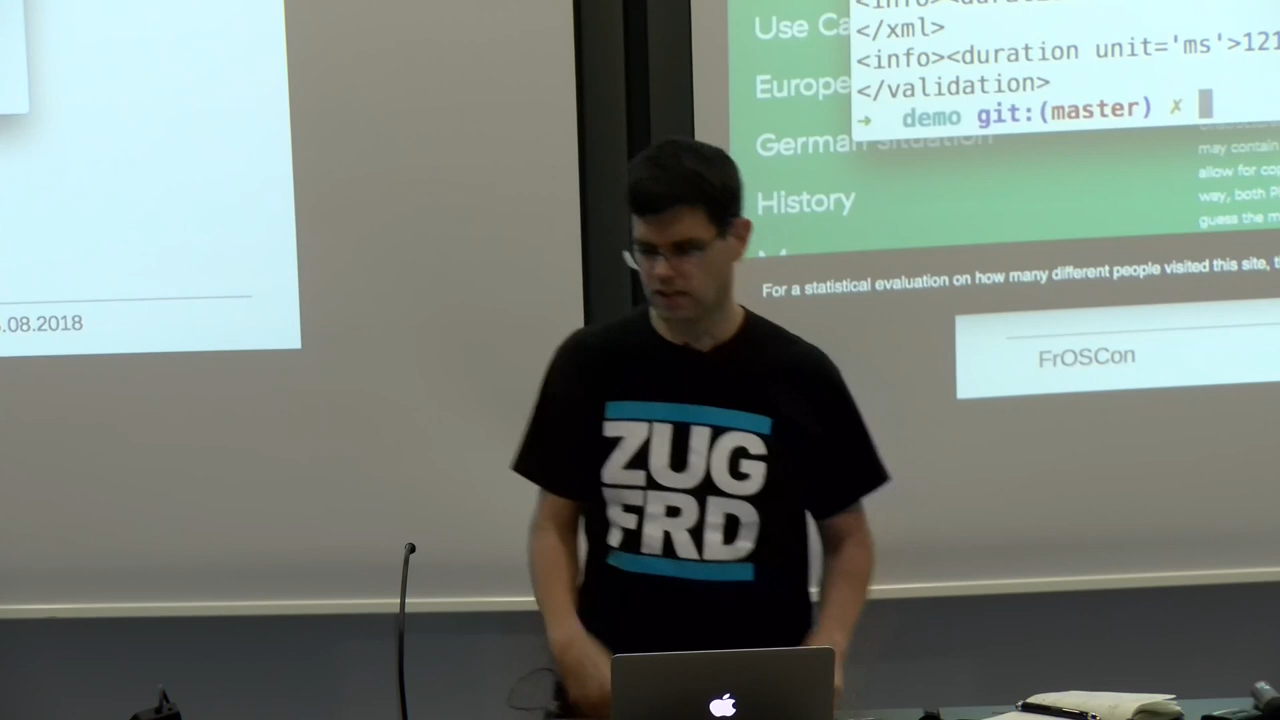 .08.2018
Use Ca
Europe
German Situation
History
</xml>
<info><duration unit='ms'>121
</validation>
→ demo git:(master) ✗
may contain
allow for cop
way, both P
guess the m
For a statistical evaluation on how many different people visited this site, t
FrOSCon
ZUG
FRD